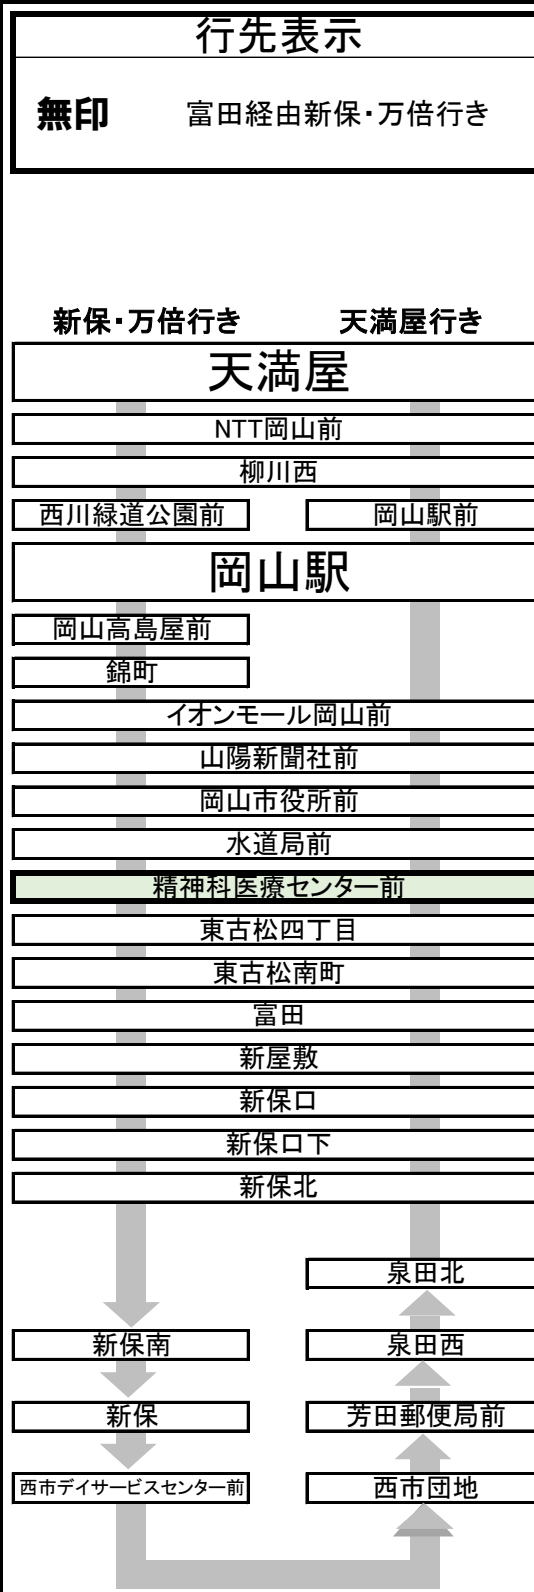 行先表示
無印 富田経由新保・万倍行き
新保・万倍行き 天満屋行き
天満屋
NTT岡山前
柳川西
西川緑道公園前 岡山駅前
岡山駅
岡山高島屋前
錦町
イオンモール岡山前
山陽新聞社前
岡山市役所前
水道局前
精神科医療センター前
東古松四丁目
東古松南町
富田
新屋敷
新保口
新保口下
新保北
泉田北
新保南 泉田西
新保 芳田郵便局前
西市デイサービスセンター前 西市団地